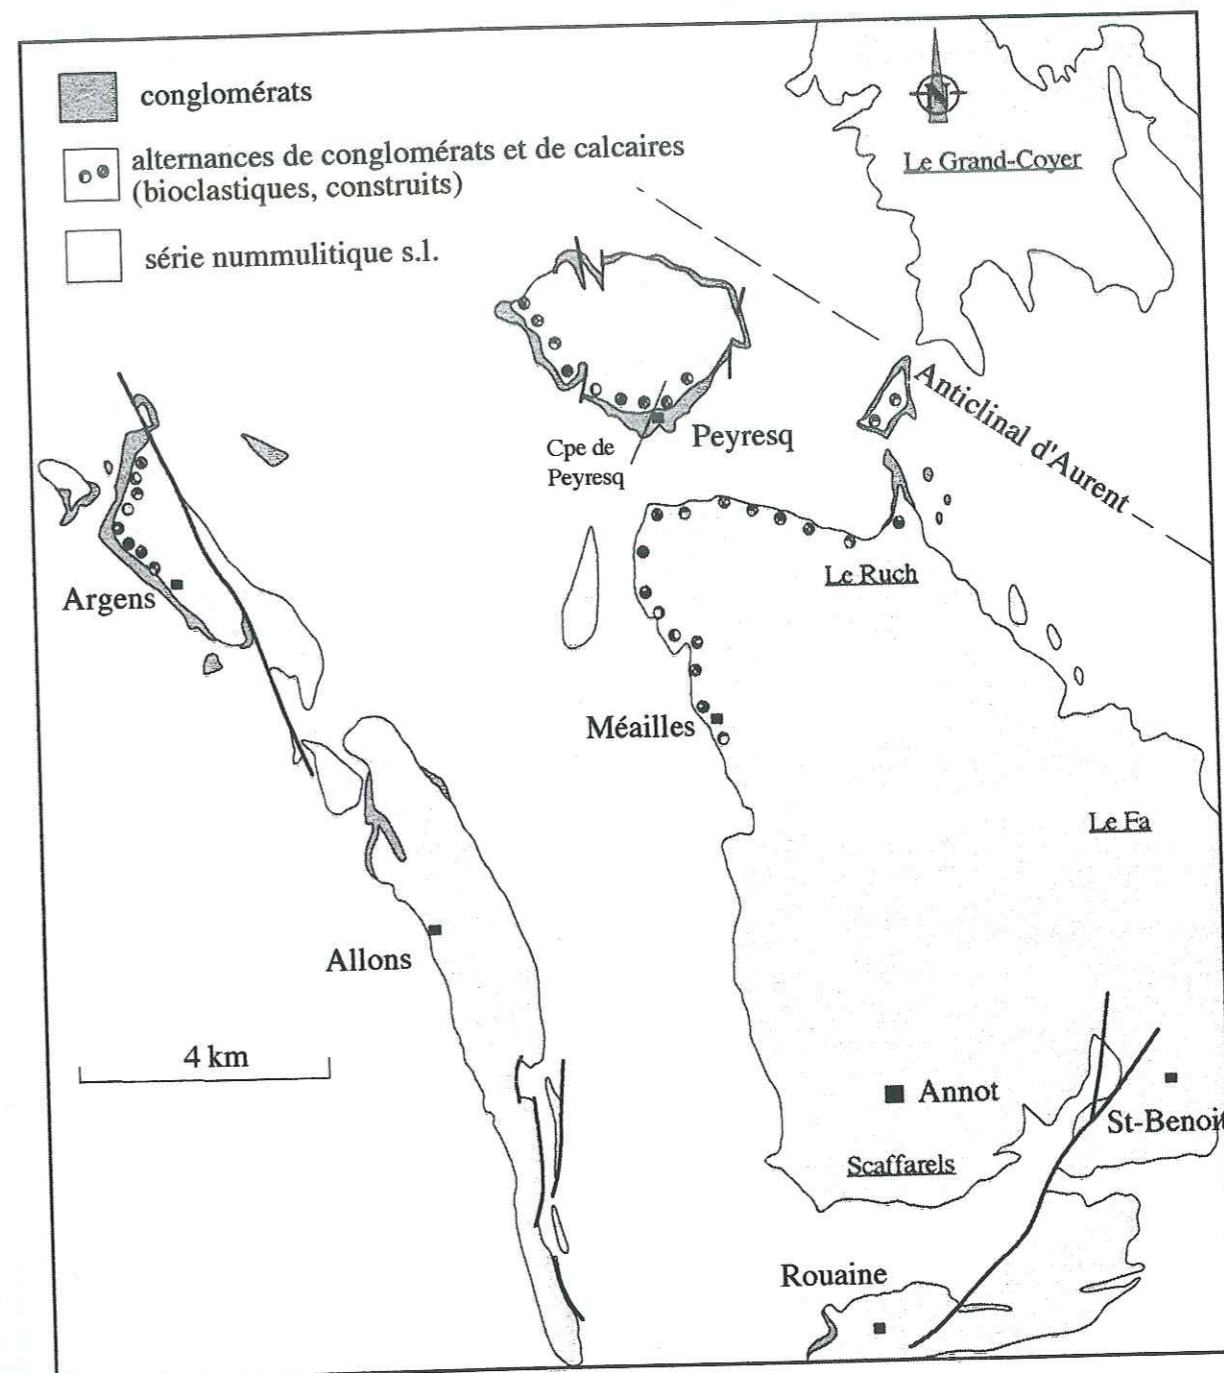 conglomérats
alternances de conglomérats et de calcaires
(bioclastiques, construits)
série nummulitique s.l.
N
Le Grand-Coyer
Anticlinal d'Aurent
Peyresq
Cpe de
Peyresq
Le Ruch
Argens
Méailles
Le Fa
Allons
4 km
Annot
St-Benoit
Scaffarels
Rouaine